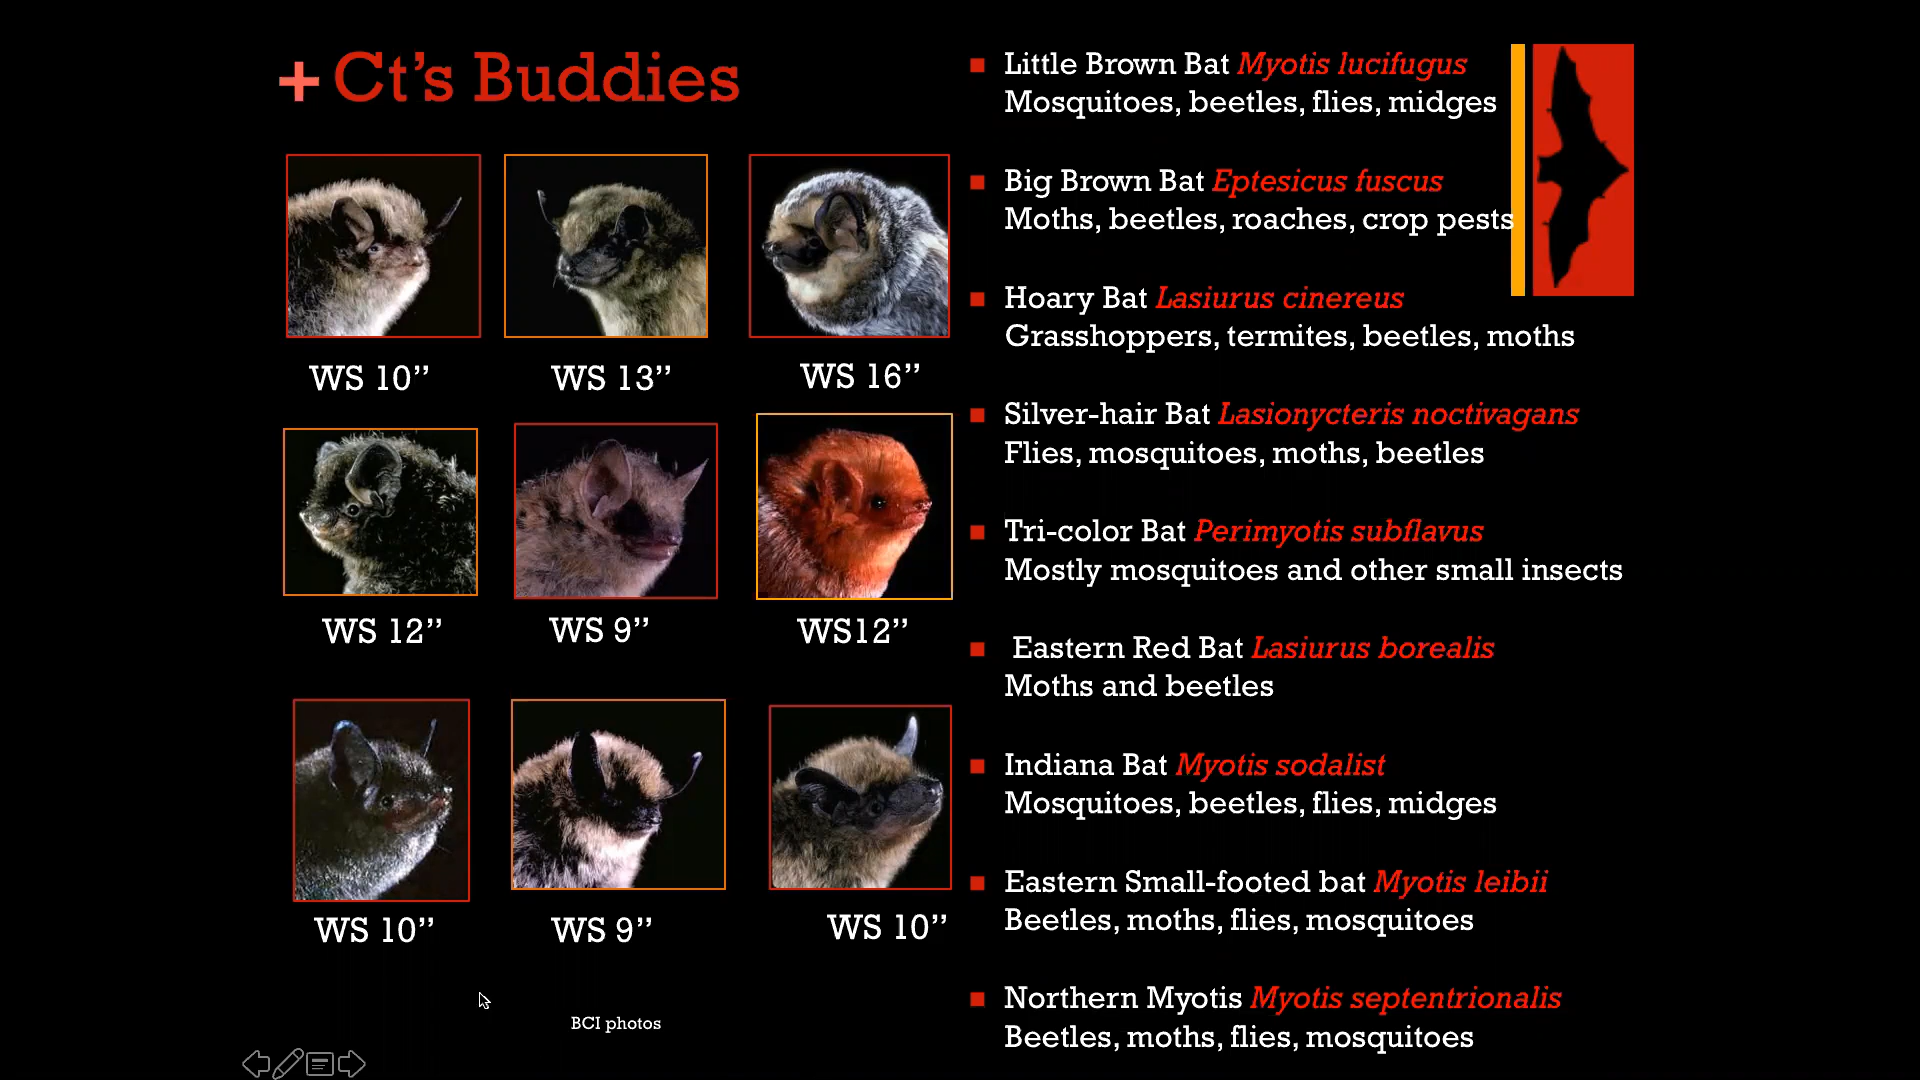 + Ct’s Buddies
WS 10’’
WS 13’’
WS 16’’
WS 12’’
WS 9’’
WS12’’
WS 10’’
WS 9’’
WS 10’’
BCI photos
Little Brown Bat Myotis lucifugus
Mosquitoes, beetles, flies, midges
Big Brown Bat Eptesicus fuscus
Moths, beetles, roaches, crop pests
Hoary Bat Lasiurus cinereus
Grasshoppers, termites, beetles, moths
Silver-hair Bat Lasionycteris noctivagans
Flies, mosquitoes, moths, beetles
Tri-color Bat Perimyotis subflavus
Mostly mosquitoes and other small insects
Eastern Red Bat Lasiurus borealis
Moths and beetles
Indiana Bat Myotis sodalist
Mosquitoes, beetles, flies, midges
Eastern Small-footed bat Myotis leibii
Beetles, moths, flies, mosquitoes
Northern Myotis Myotis septentrionalis
Beetles, moths, flies, mosquitoes